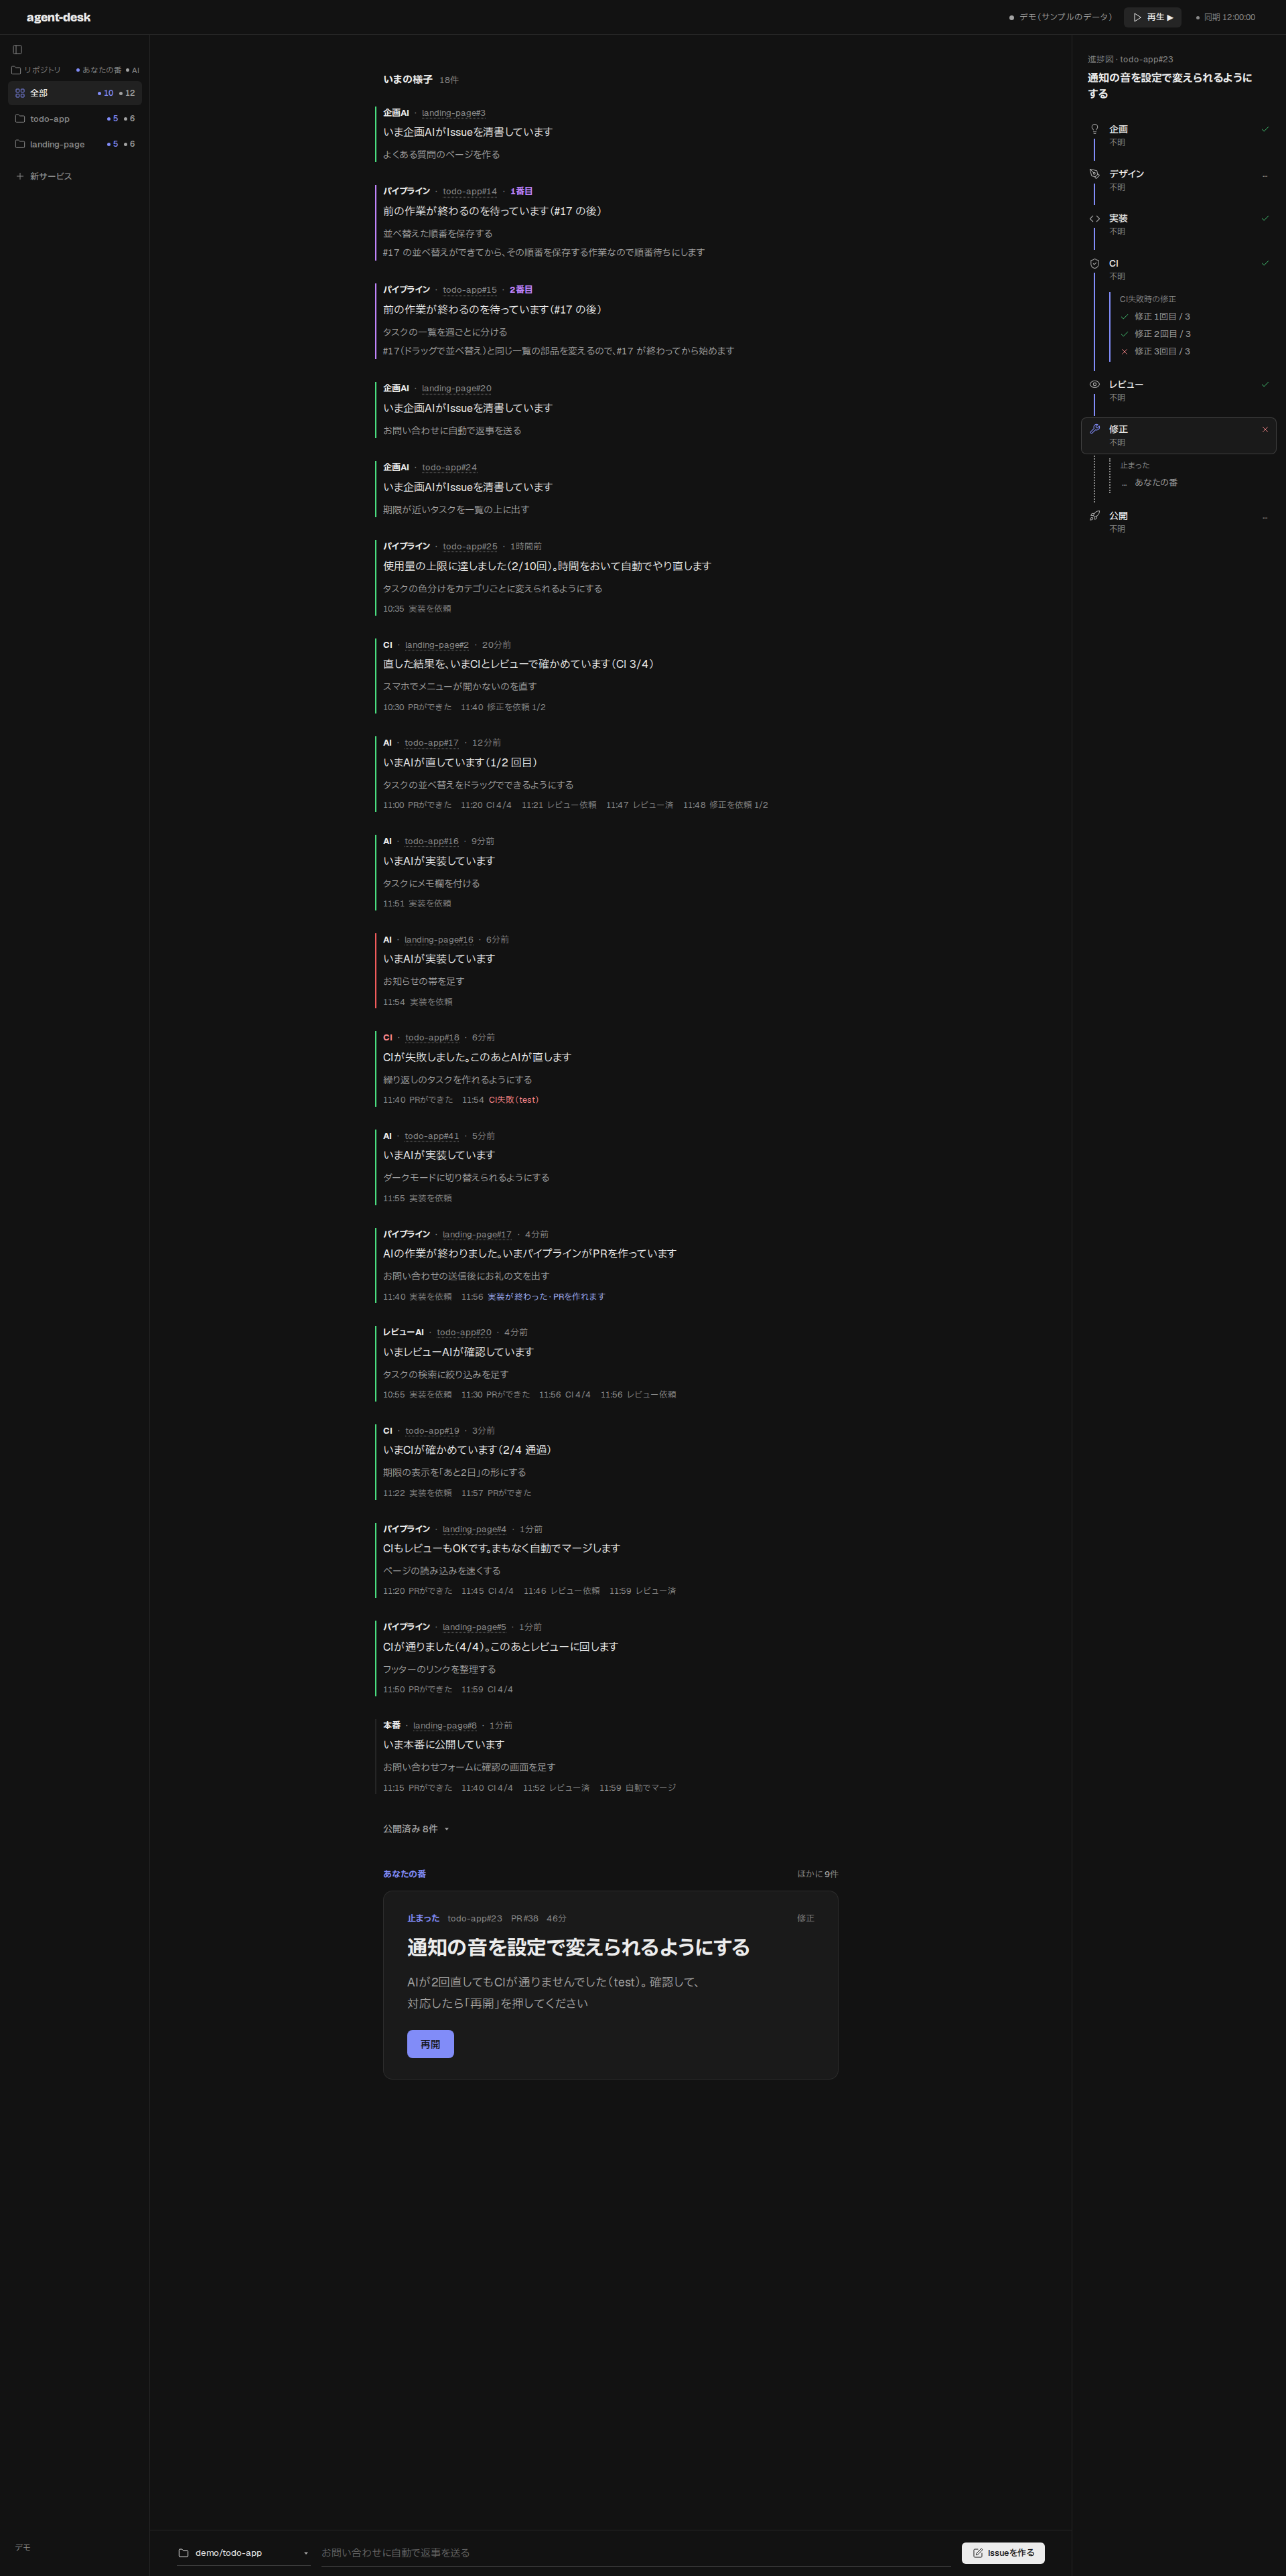 agent-desk
デモ（サンプルのデータ）
再生 ▶
同期 12:00:00
リポジトリ あなたの番 AI
全部 10 12
todo-app 5 6
landing-page 5 6
新サービス
いまの様子 18件
企画AI · landing-page#3
いま企画AIがIssueを清書しています
よくある質問のページを作る
パイプライン · todo-app#14 · 1番目
前の作業が終わるのを待っています（#17 の後）
並べ替えた順番を保存する
#17 の並べ替えができてから、その順番を保存する作業なので順番待ちにします
パイプライン · todo-app#15 · 2番目
前の作業が終わるのを待っています（#17 の後）
タスクの一覧を週ごとに分ける
#17（ドラッグで並べ替え）と同じ一覧の部品を変えるので、#17 が終わってから始めます
企画AI · landing-page#20
いま企画AIがIssueを清書しています
お問い合わせに自動で返事を送る
企画AI · todo-app#24
いま企画AIがIssueを清書しています
期限が近いタスクを一覧の上に出す
パイプライン · todo-app#25 · 1時間前
使用量の上限に達しました（2/10回）。時間をおいて自動でやり直します
タスクの色分けをカテゴリごとに変えられるようにする
10:35 実装を依頼
CI · landing-page#2 · 20分前
直した結果を、いまCIとレビューで確かめています（CI 3/4）
スマホでメニューが開かないのを直す
10:30 PRができた 11:40 修正を依頼 1/2
AI · todo-app#17 · 12分前
いまAIが直しています（1/2 回目）
タスクの並べ替えをドラッグでできるようにする
11:00 PRができた 11:20 CI 4/4 11:21 レビュー依頼 11:47 レビュー済 11:48 修正を依頼 1/2
AI · todo-app#16 · 9分前
いまAIが実装しています
タスクにメモ欄を付ける
11:51 実装を依頼
AI · landing-page#16 · 6分前
いまAIが実装しています
お知らせの帯を足す
11:54 実装を依頼
CI · todo-app#18 · 6分前
CIが失敗しました。このあとAIが直します
繰り返しのタスクを作れるようにする
11:40 PRができた 11:54 CI失敗（test）
AI · todo-app#41 · 5分前
いまAIが実装しています
ダークモードに切り替えられるようにする
11:55 実装を依頼
パイプライン · landing-page#17 · 4分前
AIの作業が終わりました。いまパイプラインがPRを作っています
お問い合わせの送信後にお礼の文を出す
11:40 実装を依頼 11:56 実装が終わった · PRを作れます
レビューAI · todo-app#20 · 4分前
いまレビューAIが確認しています
タスクの検索に絞り込みを足す
10:55 実装を依頼 11:30 PRができた 11:56 CI 4/4 11:56 レビュー依頼
CI · todo-app#19 · 3分前
いまCIが確かめています（2/4 通過）
期限の表示を「あと2日」の形にする
11:22 実装を依頼 11:57 PRができた
パイプライン · landing-page#4 · 1分前
CIもレビューもOKです。まもなく自動でマージします
ページの読み込みを速くする
11:20 PRができた 11:45 CI 4/4 11:46 レビュー依頼 11:59 レビュー済
パイプライン · landing-page#5 · 1分前
CIが通りました（4/4）。このあとレビューに回します
フッターのリンクを整理する
11:50 PRができた 11:59 CI 4/4
本番 · landing-page#8 · 1分前
いま本番に公開しています
お問い合わせフォームに確認の画面を足す
11:15 PRができた 11:40 CI 4/4 11:52 レビュー済 11:59 自動でマージ
公開済み 8件
あなたの番 ほかに 9件
止まった todo-app#23 PR #38 46分 修正
通知の音を設定で変えられるようにする
AIが2回直してもCIが通りませんでした（test）。確認して、
対応したら「再開」を押してください
再開
進捗図 · todo-app#23
通知の音を設定で変えられるように
する
企画
不明
デザイン
不明
実装
不明
CI
不明
CI失敗時の修正
修正 1回目 / 3
修正 2回目 / 3
修正 3回目 / 3
レビュー
不明
修正
不明
止まった
あなたの番
公開
不明
デモ
demo/todo-app
お問い合わせに自動で返事を送る
Issueを作る